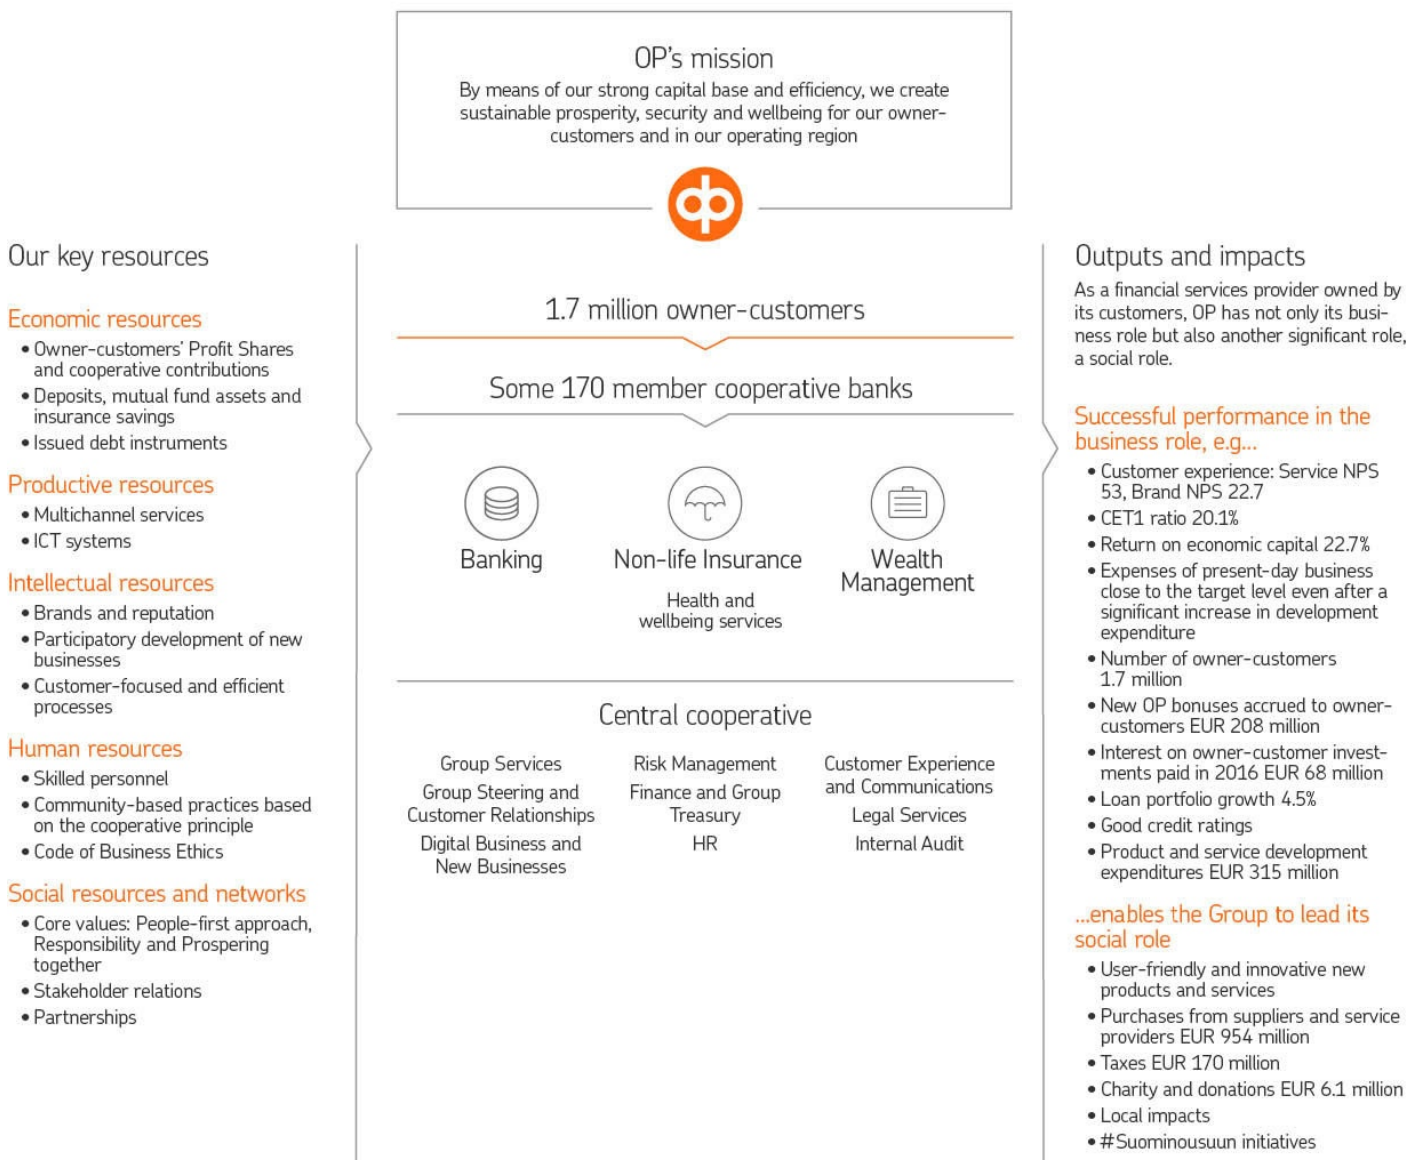 OP's mission
By means of our strong capital base and efficiency, we create
sustainable prosperity, security and wellbeing for our owner-
customers and in our operating region
op
Our key resources
Economic resources
• Owner-customers' Profit Shares
and cooperative contributions
• Deposits, mutual fund assets and
insurance savings
• Issued debt instruments
Productive resources
• Multichannel services
• ICT systems
Intellectual resources
• Brands and reputation
• Participatory development of new
businesses
• Customer-focused and efficient
processes
Human resources
• Skilled personnel
• Community-based practices based
on the cooperative principle
• Code of Business Ethics
Social resources and networks
• Core values: People-first approach,
Responsibility and Prospering
together
• Stakeholder relations
• Partnerships
1.7 million owner-customers
Some 170 member cooperative banks
Banking
Non-life Insurance
Health and
wellbeing services
Wealth
Management
Central cooperative
Group Services
Group Steering and
Customer Relationships
Digital Business and
New Businesses
Risk Management
Finance and Group
Treasury
HR
Customer Experience
and Communications
Legal Services
Internal Audit
Outputs and impacts
As a financial services provider owned by
its customers, OP has not only its busi-
ness role but also another significant role,
a social role.
Successful performance in the
business role, e.g...
• Customer experience: Service NPS
53, Brand NPS 22.7
• CET1 ratio 20.1%
• Return on economic capital 22.7%
• Expenses of present-day business
close to the target level even after a
significant increase in development
expenditure
• Number of owner-customers
1.7 million
• New OP bonuses accrued to owner-
customers EUR 208 million
• Interest on owner-customer invest-
ments paid in 2016 EUR 68 million
• Loan portfolio growth 4.5%
• Good credit ratings
• Product and service development
expenditures EUR 315 million
...enables the Group to lead its
social role
• User-friendly and innovative new
products and services
• Purchases from suppliers and service
providers EUR 954 million
• Taxes EUR 170 million
• Charity and donations EUR 6.1 million
• Local impacts
• #Suominousuun initiatives